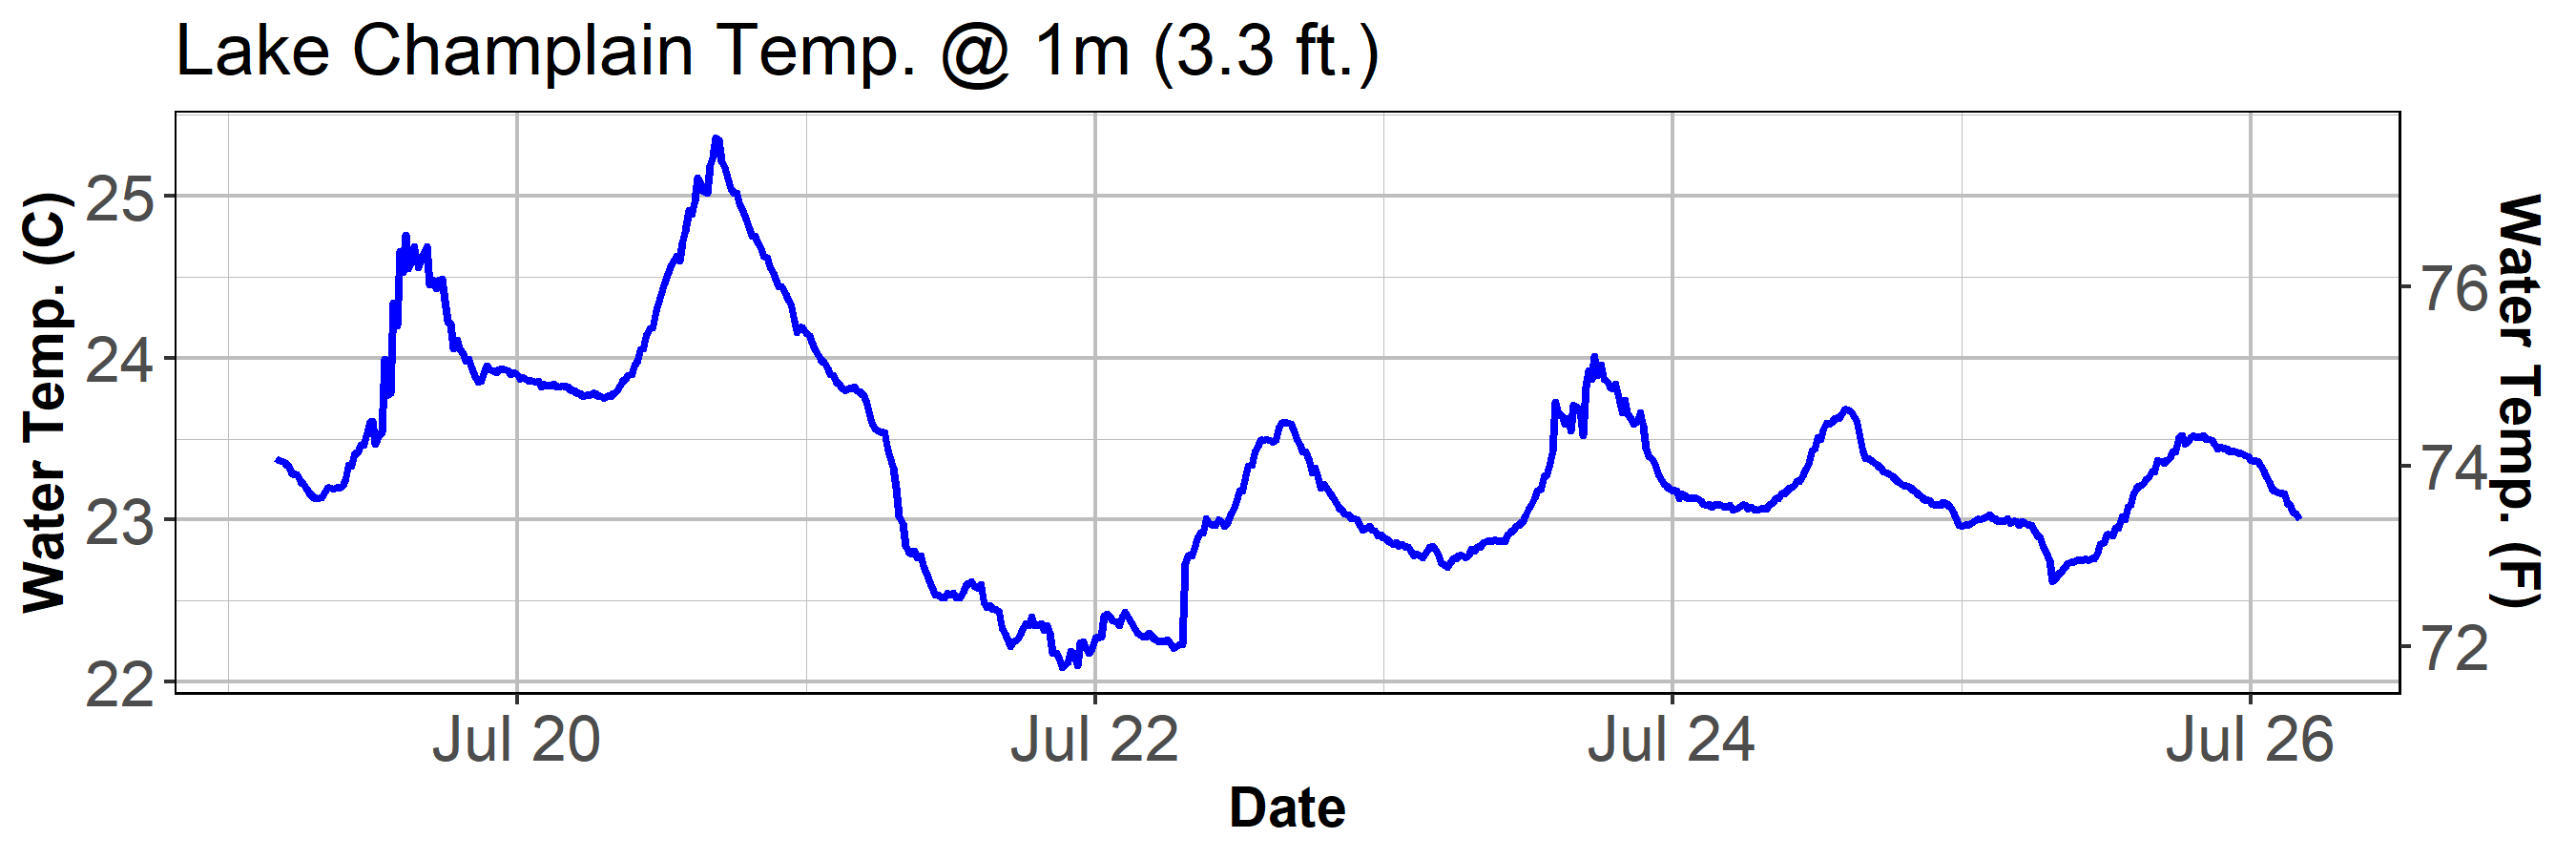 Lake Champlain Temp. @ 1m (3.3 ft.)
Water Temp. (C)
25
24
23
22
76
74
72
Water Temp. (F)
Jul 20
Jul 22
Jul 24
Jul 26
Date